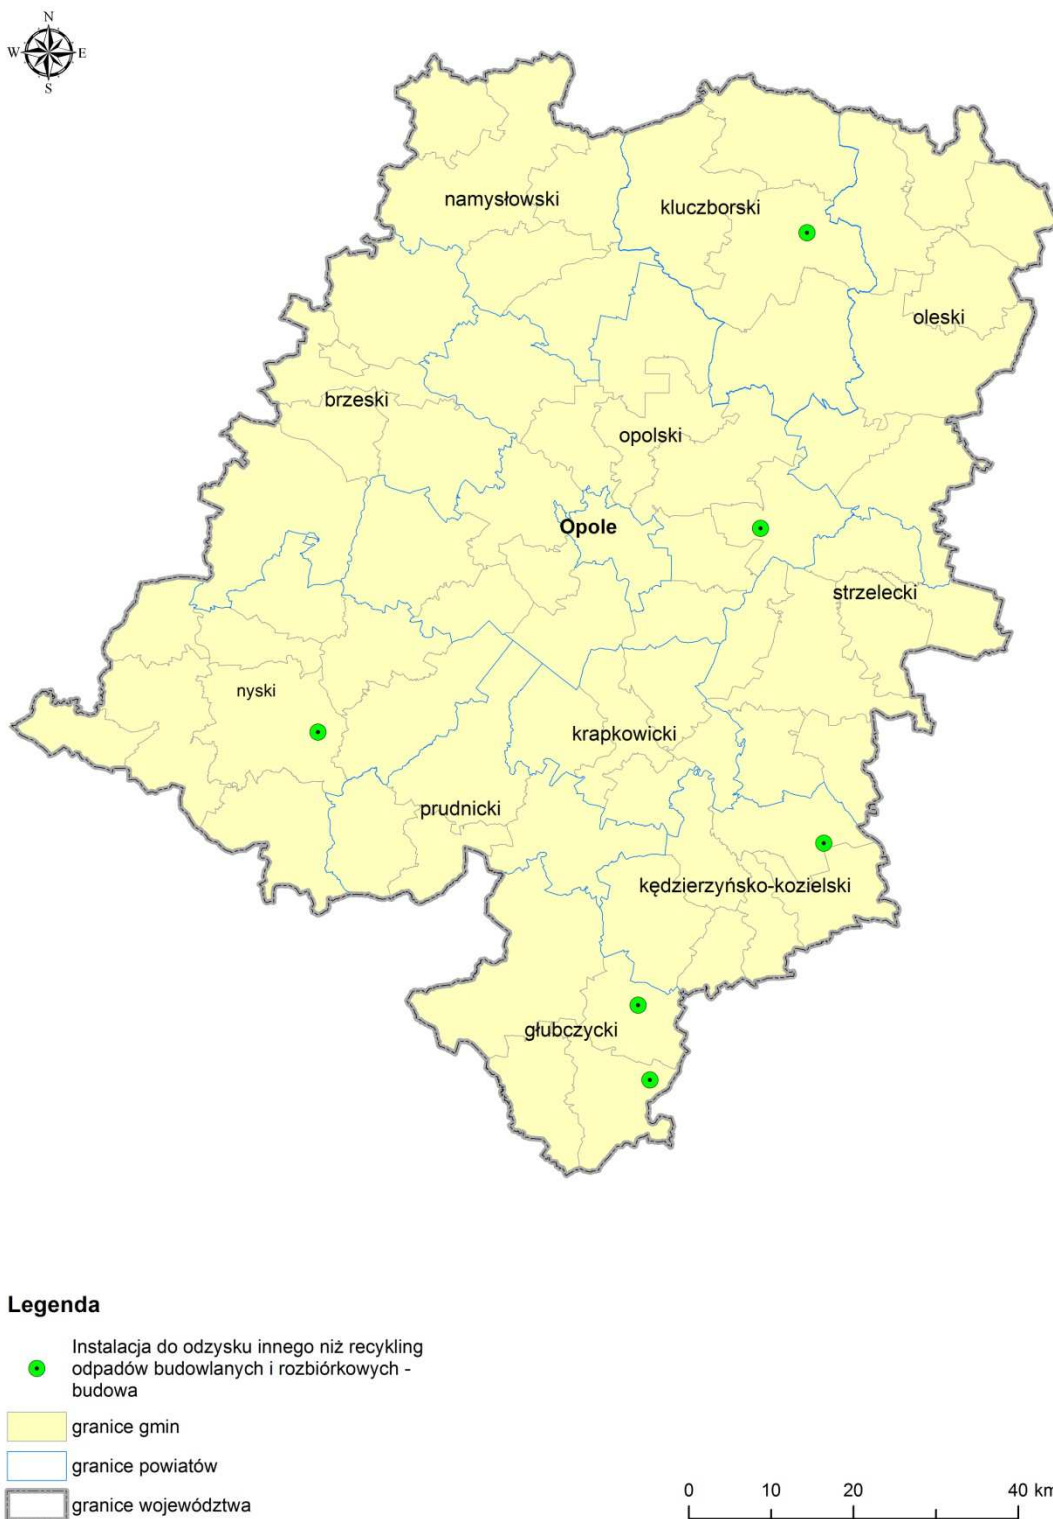 N
W E
S
namysłowski
kluczborski
oleski
brzeski
opolski
Opole
strzelecki
nyski
krapkowicki
prudnicki
kędzierzyńsko-kozielski
głubczycki
Legenda
Instalacja do odzysku innego niż recykling
odpadów budowlanych i rozbiórkowych -
budowa
granice gmin
granice powiatów
granice województwa
0 10 20 40 km